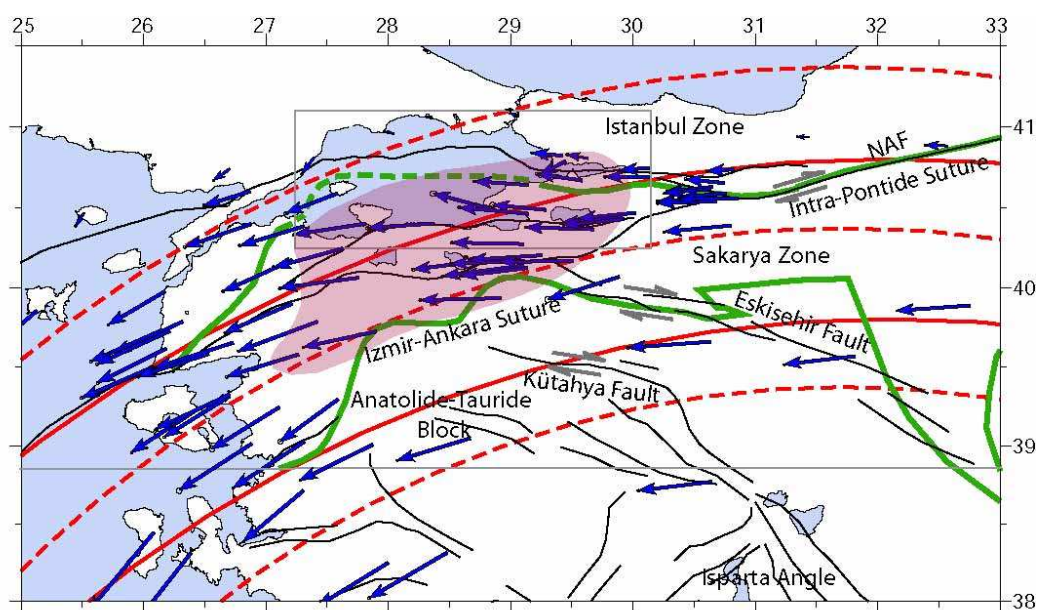 25 26 27 28 29 30 31 32 33
41
Istanbul Zone
NAF
Intra-Pontide Suture
Sakarya Zone
40
Eskisehir Fault
Izmir-Ankara Suture
Kütahya Fault
Anatolide-Tauride
Block
39
Isparta Angle
38